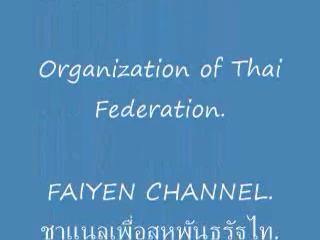 Organization of Thai
Federation.
FAIYEN CHANNEL.
ชาแนลเพื่อสหพันธรัฐไท.